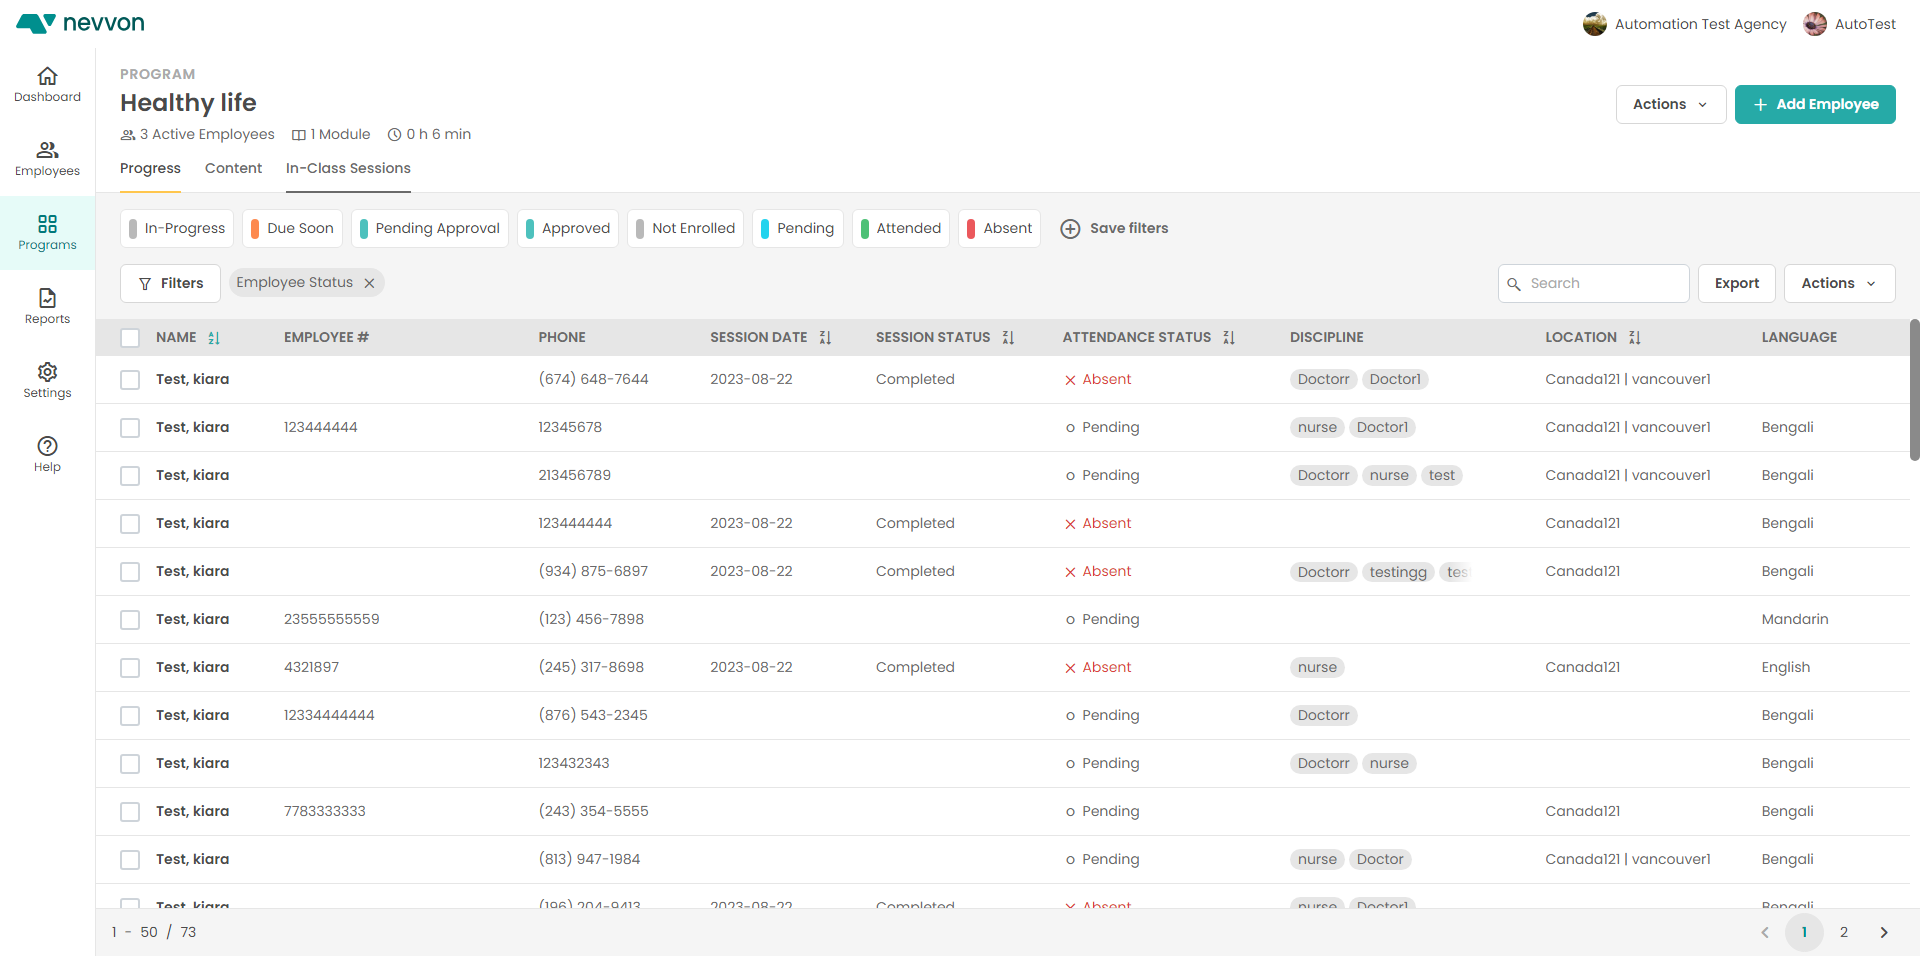 nevvon
Automation Test Agency AutoTest
Dashboard
Employees
Programs
Reports
Settings
Help
PROGRAM
Healthy life
3 Active Employees 1 Module 0 h 6 min
Actions + Add Employee
Progress Content In-Class Sessions
In-Progress Due Soon Pending Approval Approved Not Enrolled Pending Attended Absent Save filters
Filters Employee Status Search Export Actions
NAME EMPLOYEE # PHONE SESSION DATE SESSION STATUS ATTENDANCE STATUS DISCIPLINE LOCATION LANGUAGE
Test, kiara (674) 648-7644 2023-08-22 Completed Absent Doctorr Doctor1 Canada121 | vancouver1
Test, kiara 123444444 12345678 Pending nurse Doctor1 Canada121 | vancouver1 Bengali
Test, kiara 213456789 Pending Doctorr nurse test Canada121 | vancouver1 Bengali
Test, kiara 123444444 2023-08-22 Completed Absent Canada121 Bengali
Test, kiara (934) 875-6897 2023-08-22 Completed Absent Doctorr testingg tes Canada121 Bengali
Test, kiara 23555555559 (123) 456-7898 Pending Mandarin
Test, kiara 4321897 (245) 317-8698 2023-08-22 Completed Absent nurse Canada121 English
Test, kiara 12334444444 (876) 543-2345 Pending Doctorr Bengali
Test, kiara 123432343 Pending Doctorr nurse Bengali
Test, kiara 7783333333 (243) 354-5555 Pending Canada121 Bengali
Test, kiara (813) 947-1984 Pending nurse Doctor Canada121 | vancouver1 Bengali
Test, kiara (196) 204-9413 2023-08-22 Completed Absent nurse Doctor1 Bengali
1 - 50 / 73 1 2